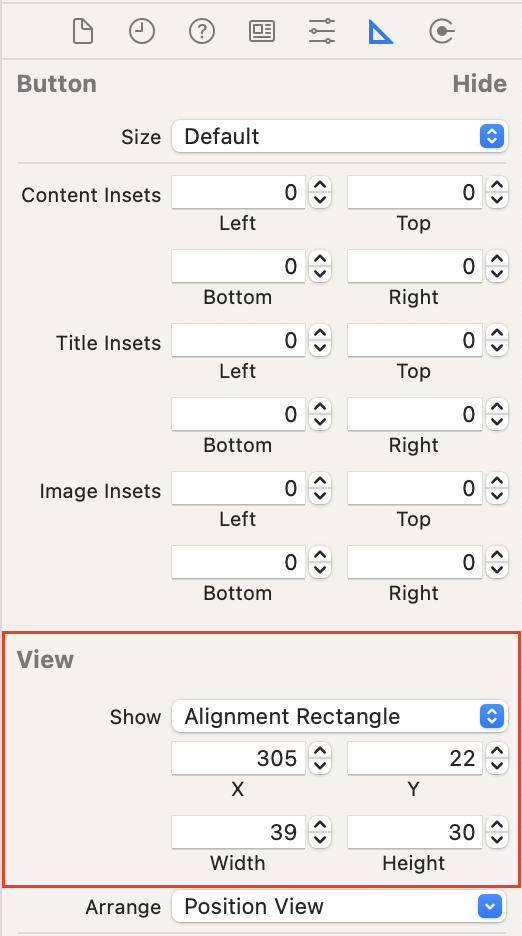 Button Hide
Size Default
Content Insets 0 0
Left Top
0 0
Bottom Right
Title Insets 0 0
Left Top
0 0
Bottom Right
Image Insets 0 0
Left Top
0 0
Bottom Right
View
Show Alignment Rectangle
305 22
X Y
39 30
Width Height
Arrange Position View